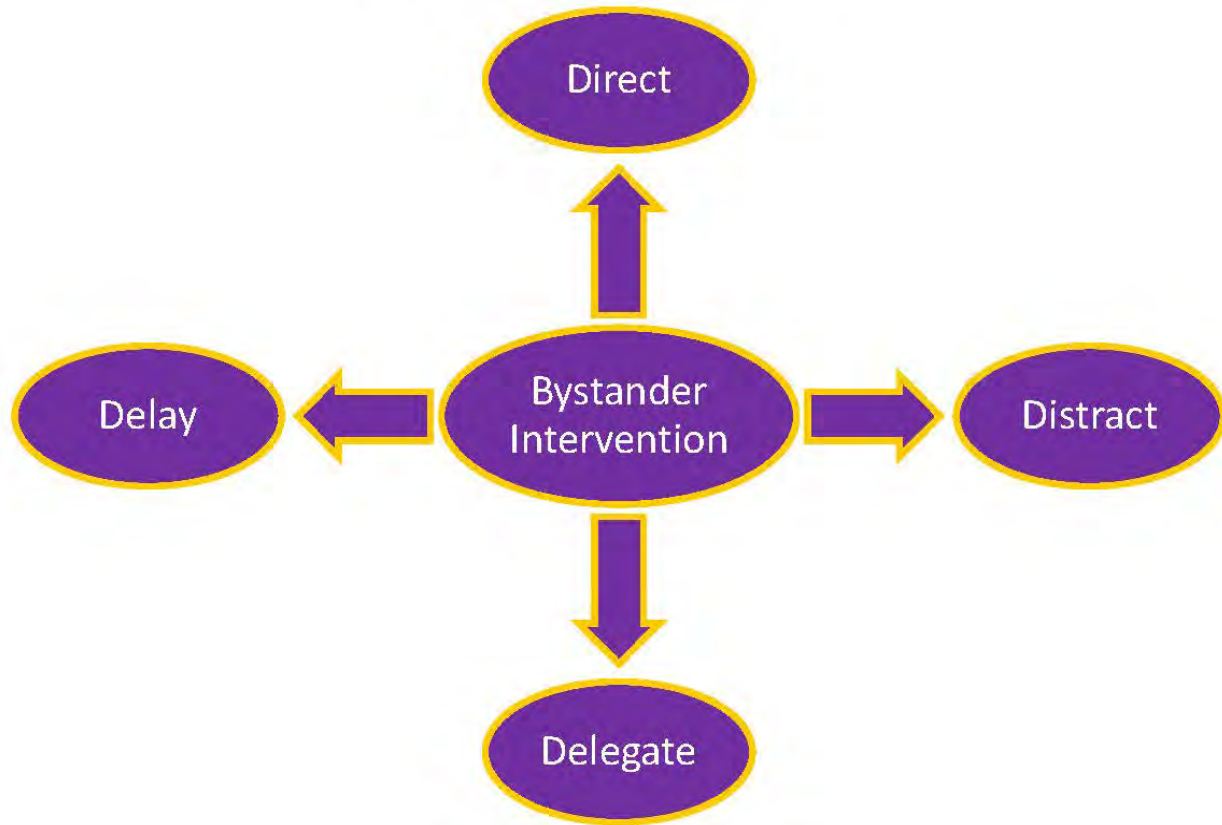 Direct
Delay
Bystander
Intervention
Distract
Delegate